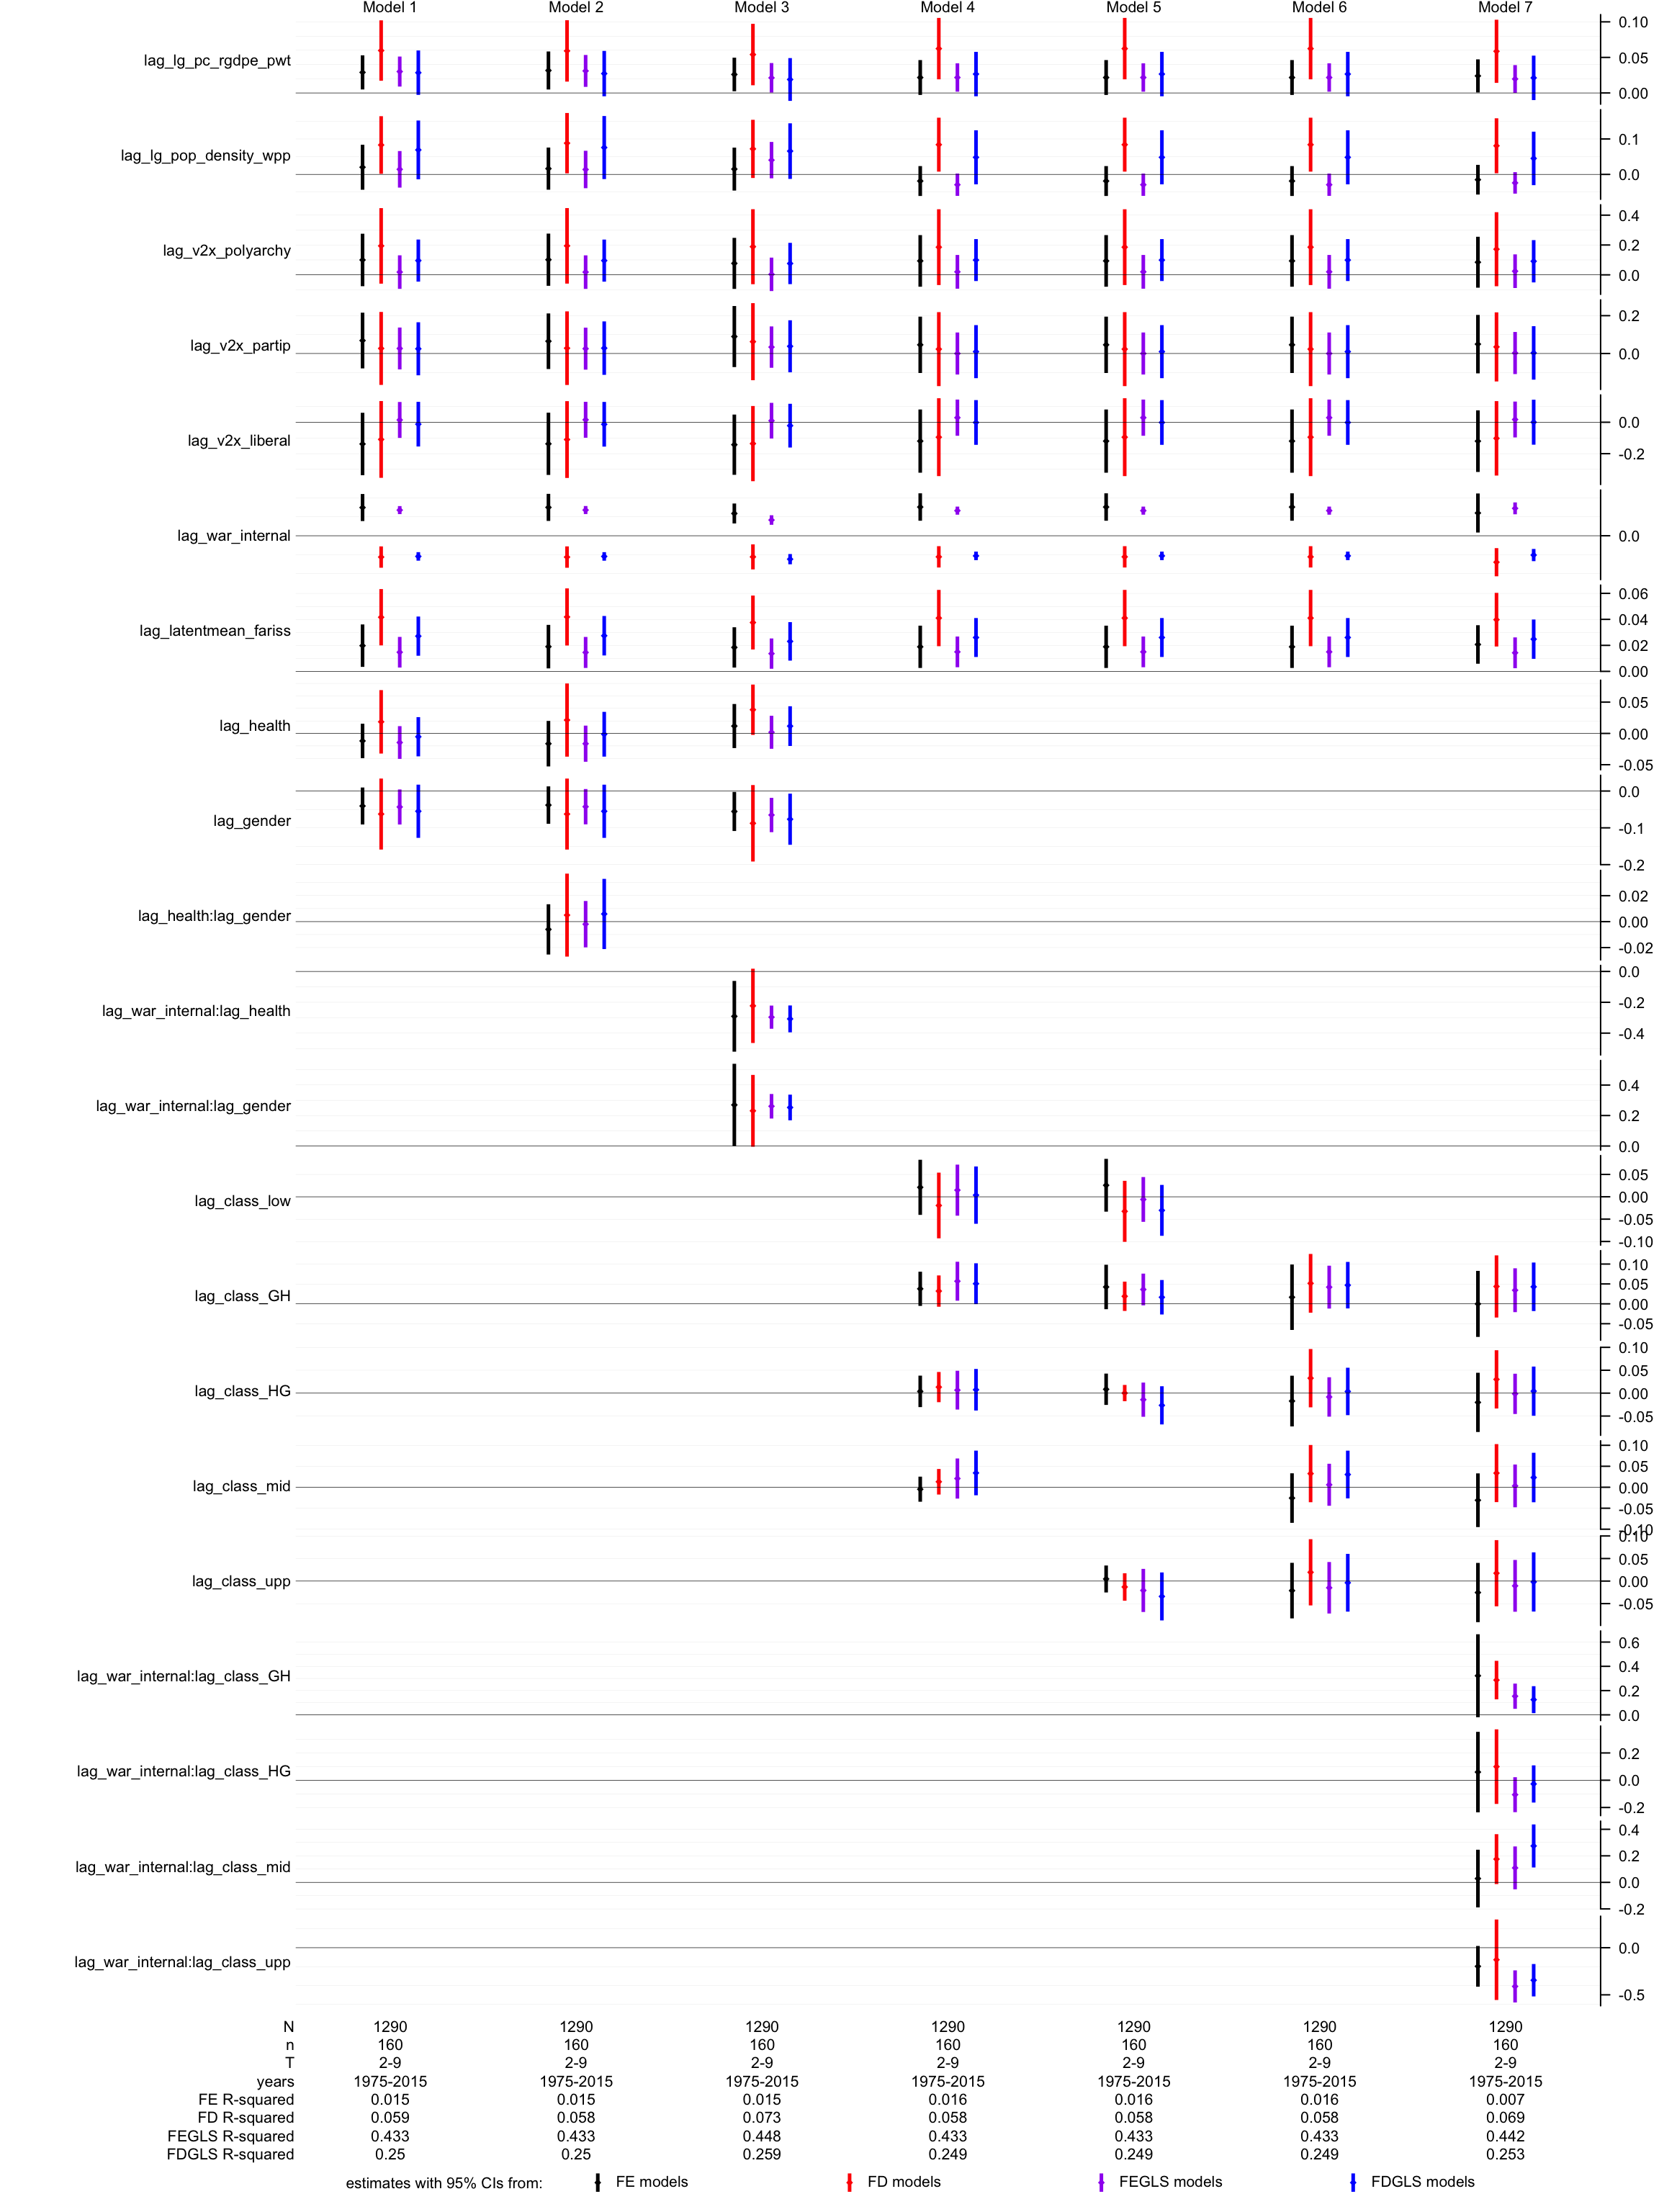 Model 1 Model 2 Model 3 Model 4 Model 5 Model 6 Model 7
lag_lg_pc_rgdpe_pwt
0.10
0.05
0.00
lag_lg_pop_density_wpp
0.1
0.0
lag_v2x_polyarchy
0.4
0.2
0.0
lag_v2x_partip
0.2
0.0
lag_v2x_liberal
0.0
-0.2
lag_war_internal
0.0
lag_latentmean_fariss
0.06
0.04
0.02
0.00
lag_health
0.05
0.00
-0.05
lag_gender
0.0
-0.1
-0.2
lag_health:lag_gender
0.02
0.00
-0.02
lag_war_internal:lag_health
0.0
-0.2
-0.4
lag_war_internal:lag_gender
0.4
0.2
0.0
lag_class_low
0.05
0.00
-0.05
-0.10
lag_class_GH
0.10
0.05
0.00
-0.05
lag_class_HG
0.10
0.05
0.00
-0.05
lag_class_mid
0.10
0.05
0.00
-0.05
-0.10
lag_class_upp
0.10
0.05
0.00
-0.05
lag_war_internal:lag_class_GH
0.6
0.4
0.2
0.0
lag_war_internal:lag_class_HG
0.2
0.0
-0.2
lag_war_internal:lag_class_mid
0.4
0.2
0.0
-0.2
lag_war_internal:lag_class_upp
0.0
-0.5
N 1290 1290 1290 1290 1290 1290 1290
n 160 160 160 160 160 160 160
T 2-9 2-9 2-9 2-9 2-9 2-9 2-9
years 1975-2015 1975-2015 1975-2015 1975-2015 1975-2015 1975-2015 1975-2015
FE R-squared 0.015 0.015 0.015 0.016 0.016 0.016 0.007
FD R-squared 0.059 0.058 0.073 0.058 0.058 0.058 0.069
FEGLS R-squared 0.433 0.433 0.448 0.433 0.433 0.433 0.442
FDGLS R-squared 0.25 0.25 0.259 0.249 0.249 0.249 0.253
estimates with 95% CIs from: FE models FD models FEGLS models FDGLS models